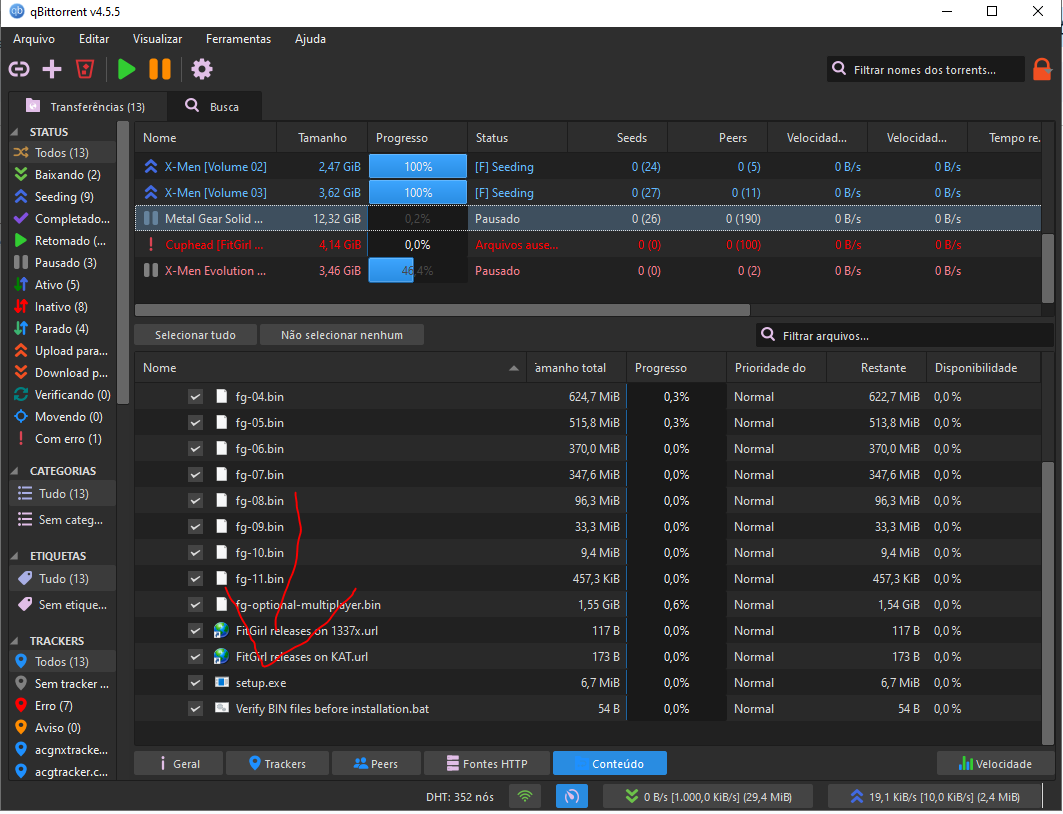 qBittorrent v4.5.5
Arquivo Editar Visualizar Ferramentas Ajuda
Filtrar nomes dos torrents...
Transferências (13) Busca
STATUS
Todos (13)
Baixando (2)
Seeding (9)
Completado...
Retomado (...
Pausado (3)
Ativo (5)
Inativo (8)
Parado (4)
Upload para...
Download p...
Verificando (0)
Movendo (0)
Com erro (1)
CATEGORIAS
Tudo (13)
Sem categ...
ETIQUETAS
Tudo (13)
Sem etique...
TRACKERS
Todos (13)
Sem tracker ...
Erro (7)
Aviso (0)
acgnxtracke...
acgtracker.c...
Nome Tamanho Progresso Status Seeds Peers Velocidad... Velocidad... Tempo re.
X-Men [Volume 02] 2,47 GiB 100% [F] Seeding 0 (24) 0 (5) 0 B/s 0 B/s
X-Men [Volume 03] 3,62 GiB 100% [F] Seeding 0 (27) 0 (11) 0 B/s 0 B/s
Metal Gear Solid ... 12,32 GiB 0,2% Pausado 0 (26) 0 (190) 0 B/s 0 B/s
Cuphead [FitGirl ... 4,14 GiB 0,0% Arquivos ause... 0 (0) 0 (100) 0 B/s 0 B/s
X-Men Evolution ... 3,46 GiB 46,4% Pausado 0 (0) 0 (2) 0 B/s 0 B/s
Selecionar tudo Não selecionar nenhum Filtrar arquivos...
Nome amanho total Progresso Prioridade do Restante Disponibilidade
fg-04.bin 624,7 MiB 0,3% Normal 622,7 MiB 0,0 %
fg-05.bin 515,8 MiB 0,3% Normal 513,8 MiB 0,0 %
fg-06.bin 370,0 MiB 0,0% Normal 370,0 MiB 0,0 %
fg-07.bin 347,6 MiB 0,0% Normal 347,6 MiB 0,0 %
fg-08.bin 96,3 MiB 0,0% Normal 96,3 MiB 0,0 %
fg-09.bin 33,3 MiB 0,0% Normal 33,3 MiB 0,0 %
fg-10.bin 9,4 MiB 0,0% Normal 9,4 MiB 0,0 %
fg-11.bin 457,3 KiB 0,0% Normal 457,3 KiB 0,0 %
fg-optional-multiplayer.bin 1,55 GiB 0,6% Normal 1,54 GiB 0,0 %
FitGirl releases on 1337x.url 117 B 0,0% Normal 117 B 0,0 %
FitGirl releases on KAT.url 173 B 0,0% Normal 173 B 0,0 %
setup.exe 6,7 MiB 0,0% Normal 6,7 MiB 0,0 %
Verify BIN files before installation.bat 54 B 0,0% Normal 54 B 0,0 %
Geral Trackers Peers Fontes HTTP Conteúdo Velocidade
DHT: 352 nós 0 B/s [1.000,0 KiB/s] (29,4 MiB) 19,1 KiB/s [10,0 KiB/s] (2,4 MiB)